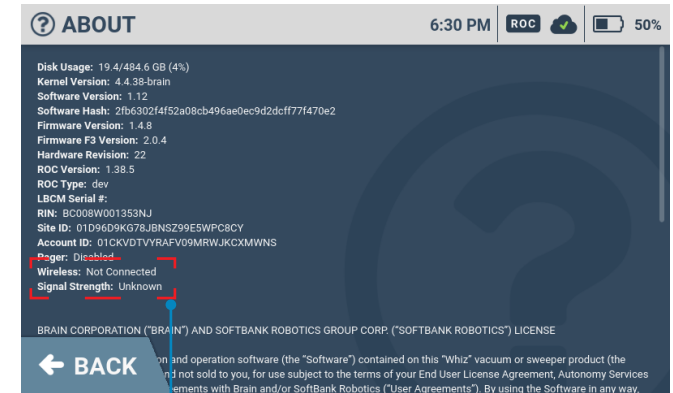 ? ABOUT 6:30 PM ROC 50%
Disk Usage: 19.4/484.6 GB (4%)
Kernel Version: 4.4.38-brain
Software Version: 1.12
Software Hash: 2fb6302f4f52a08cb496ae0ec9d2dcff77f470e2
Firmware Version: 1.4.8
Firmware F3 Version: 2.0.4
Hardware Revision: 22
ROC Version: 1.38.5
ROC Type: dev
LBCM Serial #:
RIN: BC008W001353NJ
Site ID: 01D96D9KG78JBNSZ99E5WPC8CY
Account ID: 01CKVDTVYRAFV09MRWJKCXMWNS
Pager: Disabled
Wireless: Not Connected
Signal Strength: Unknown
BRAIN CORPORATION ("BRAIN") AND SOFTBANK ROBOTICS GROUP CORP. ("SOFTBANK ROBOTICS") LICENSE
and operation software (the "Software") contained on this "Whiz" vacuum or sweeper product (the
not sold to you, for use subject to the terms of your End User License Agreement, Autonomy Services
with Brain and/or SoftBank Robotics ("User Agreements"). By using the Software in any way,
BACK